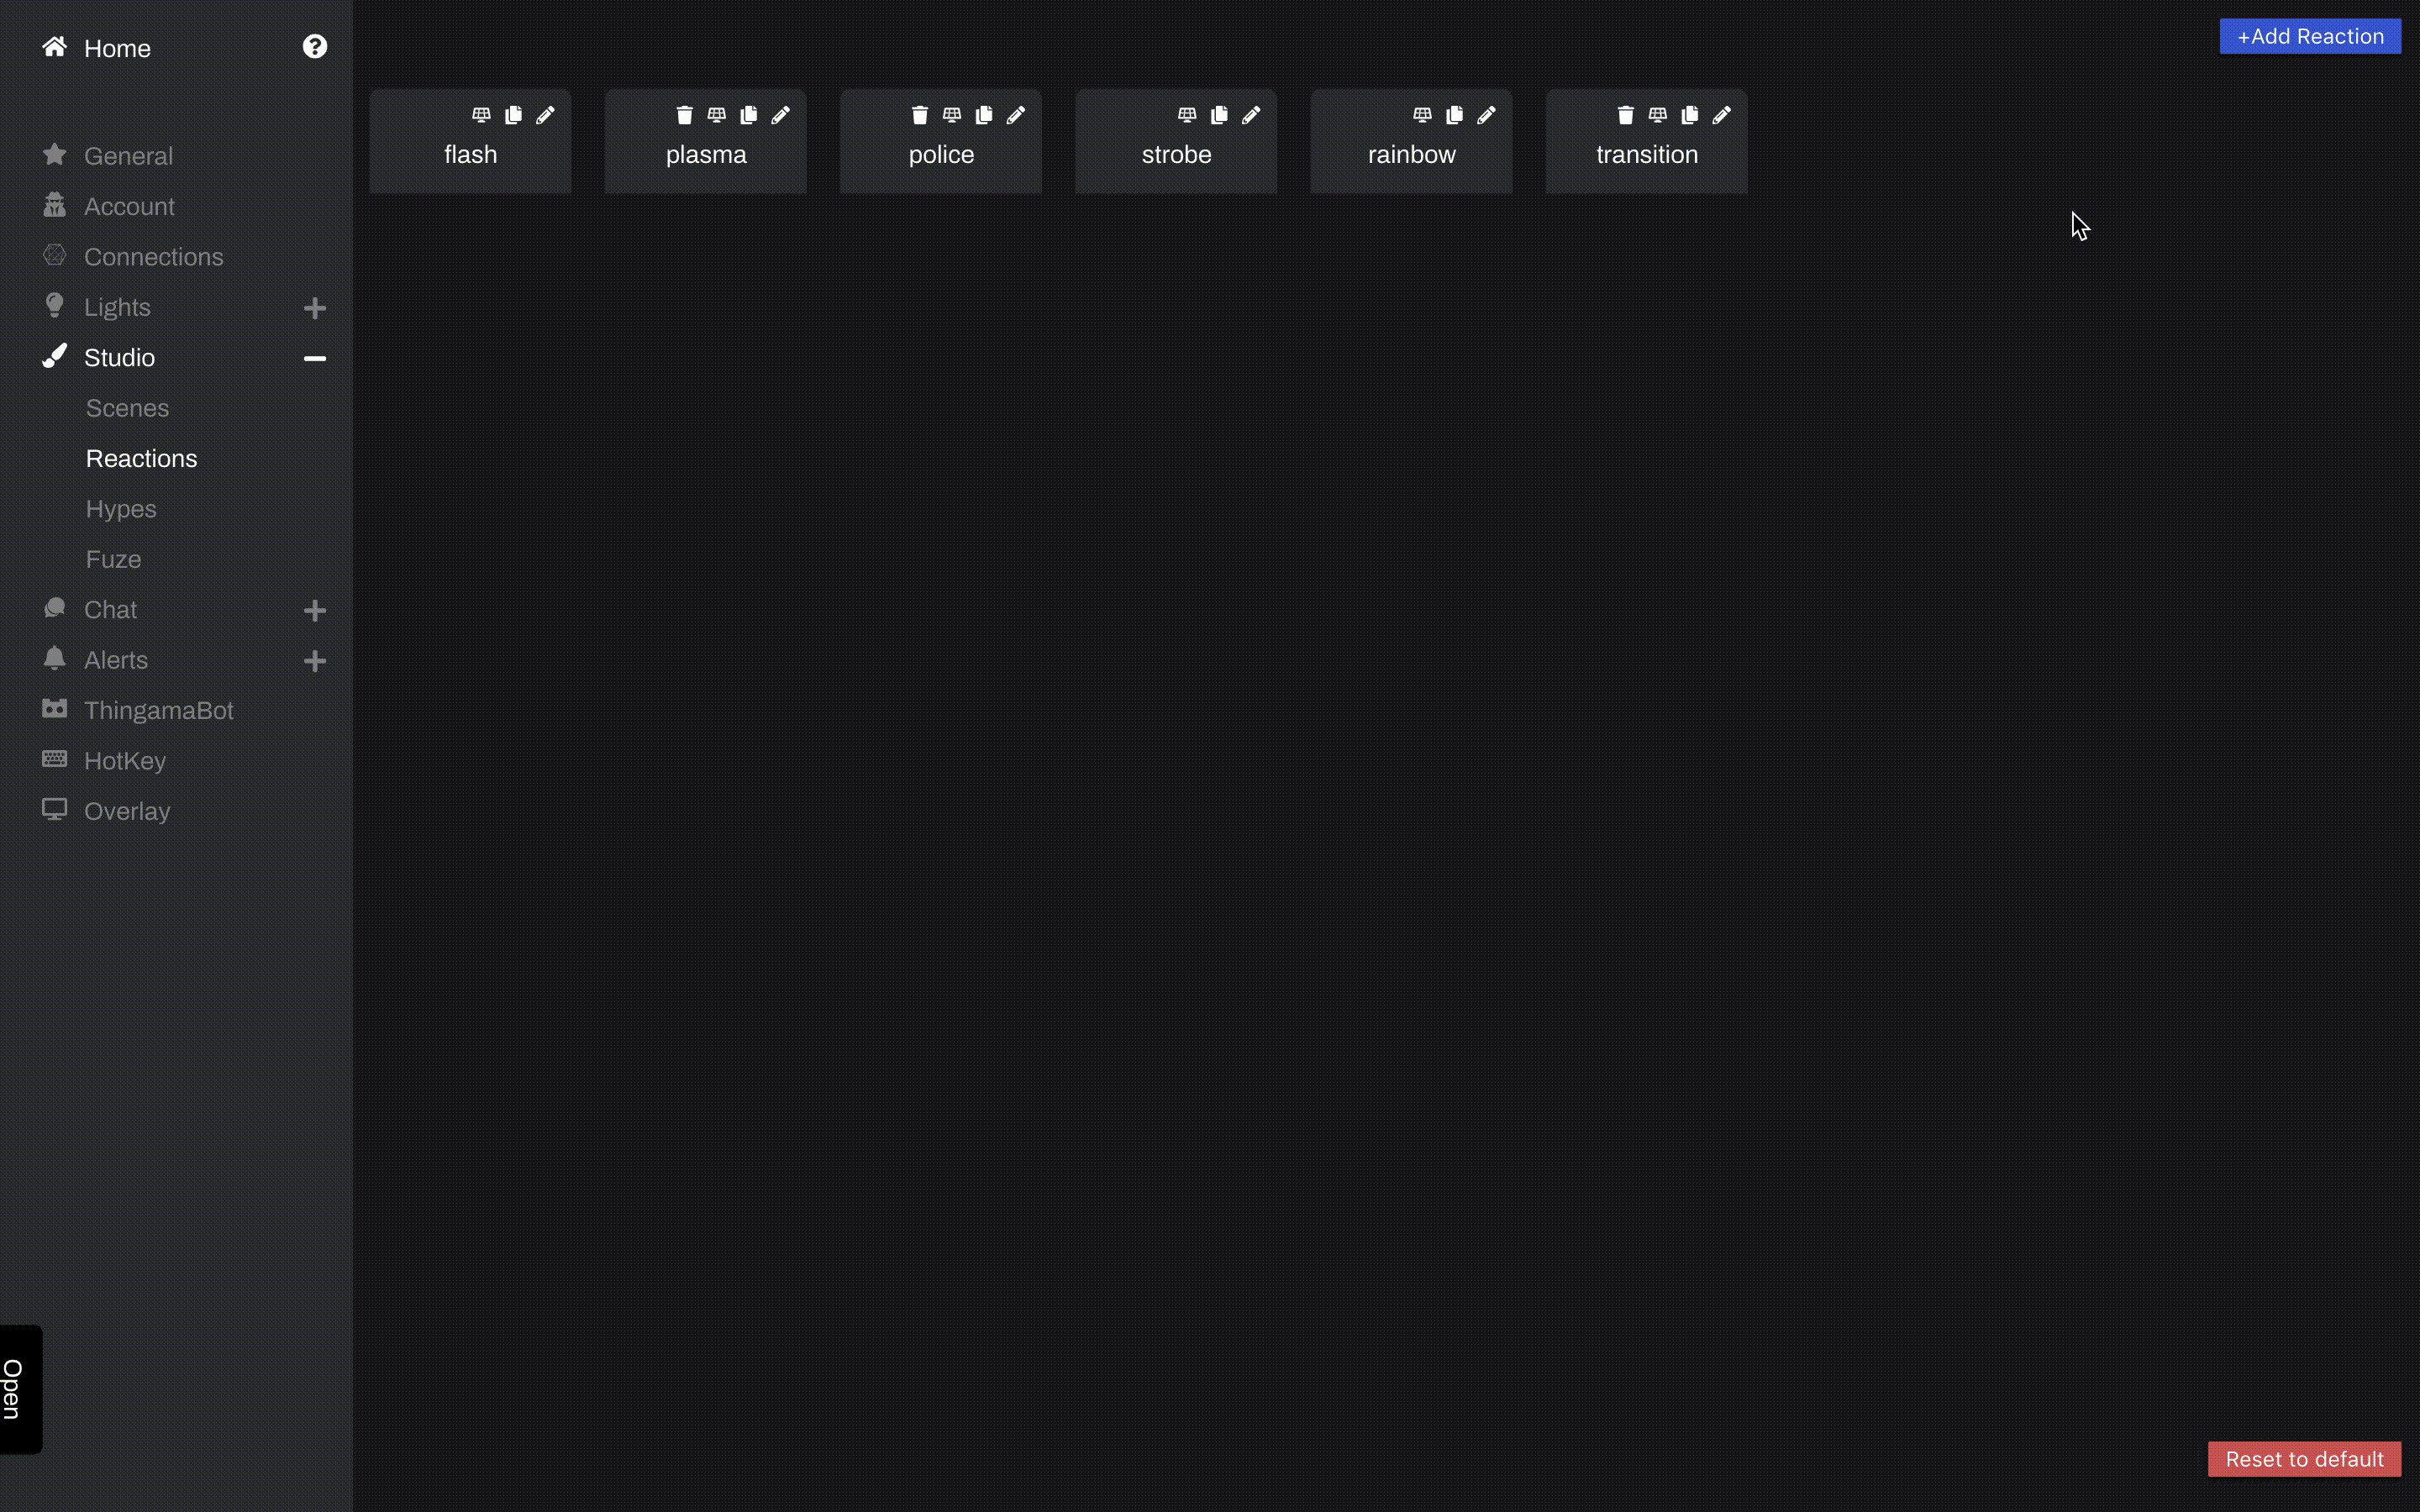 Home
General
Account
Connections
Lights
Studio
Scenes
Reactions
Hypes
Fuze
Chat
Alerts
ThingamaBot
HotKey
Overlay
Open
+Add Reaction
flash
plasma
police
strobe
rainbow
transition
Reset to default